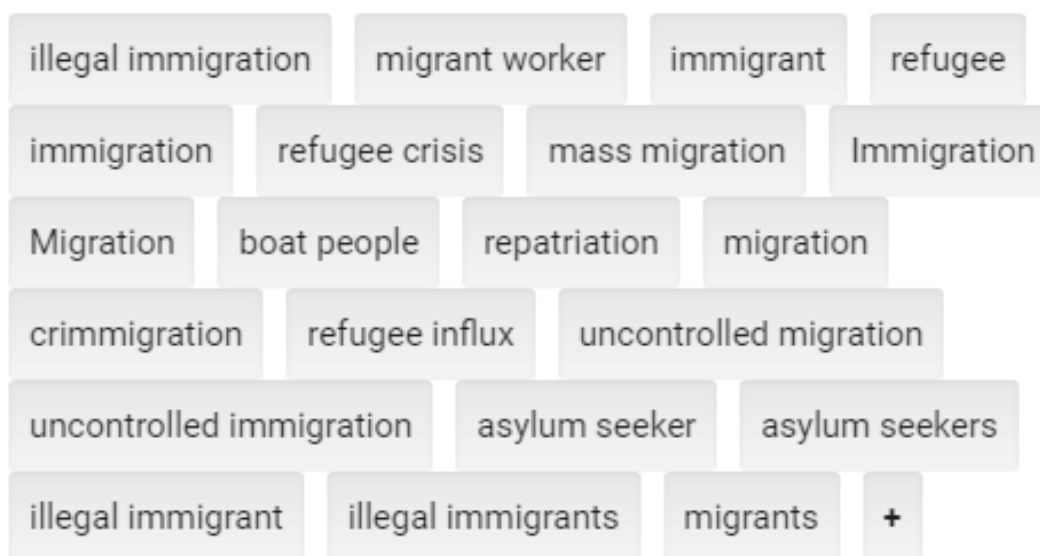 illegal immigration migrant worker immigrant refugee
immigration refugee crisis mass migration Immigration
Migration boat people repatriation migration
crimmigration refugee influx uncontrolled migration
uncontrolled immigration asylum seeker asylum seekers
illegal immigrant illegal immigrants migrants +